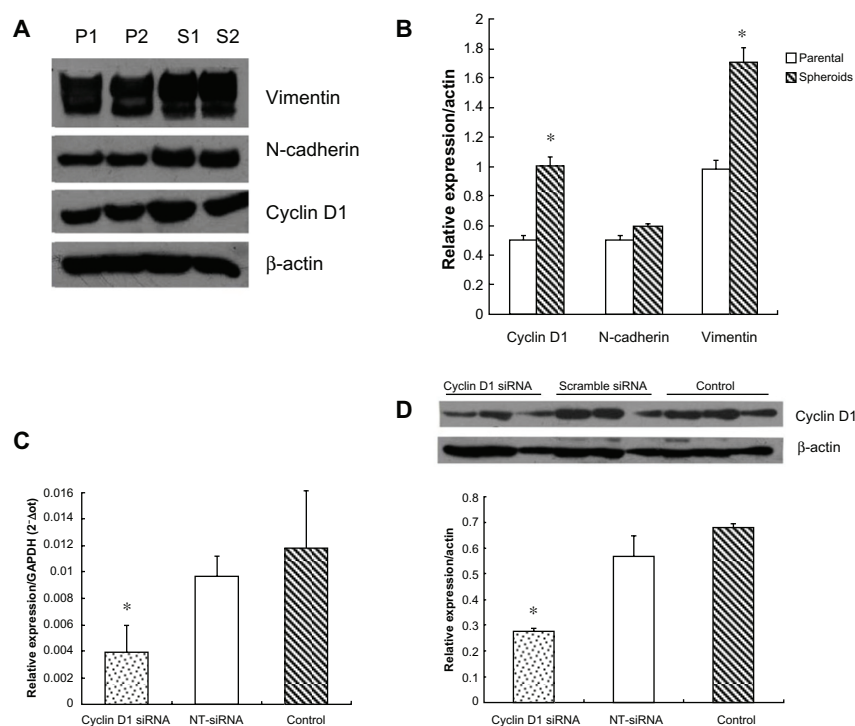 A
P1 P2 S1 S2
Vimentin
N-cadherin
Cyclin D1
β-actin
B
Relative expression/actin
2
1.8
1.6
1.4
1.2
1
0.8
0.6
0.4
0.2
0
*
*
Cyclin D1 N-cadherin Vimentin
Parental
Spheroids
C
Relative expression/GAPDH (2⁻Δot)
0.016
0.014
0.012
0.01
0.008
0.006
0.004
0.002
0
*
Cyclin D1 siRNA NT-siRNA Control
D
Cyclin D1 siRNA Scramble siRNA Control
Cyclin D1
β-actin
Relative expression/actin
0.8
0.7
0.6
0.5
0.4
0.3
0.2
0.1
0
*
Cyclin D1 siRNA NT-siRNA Control